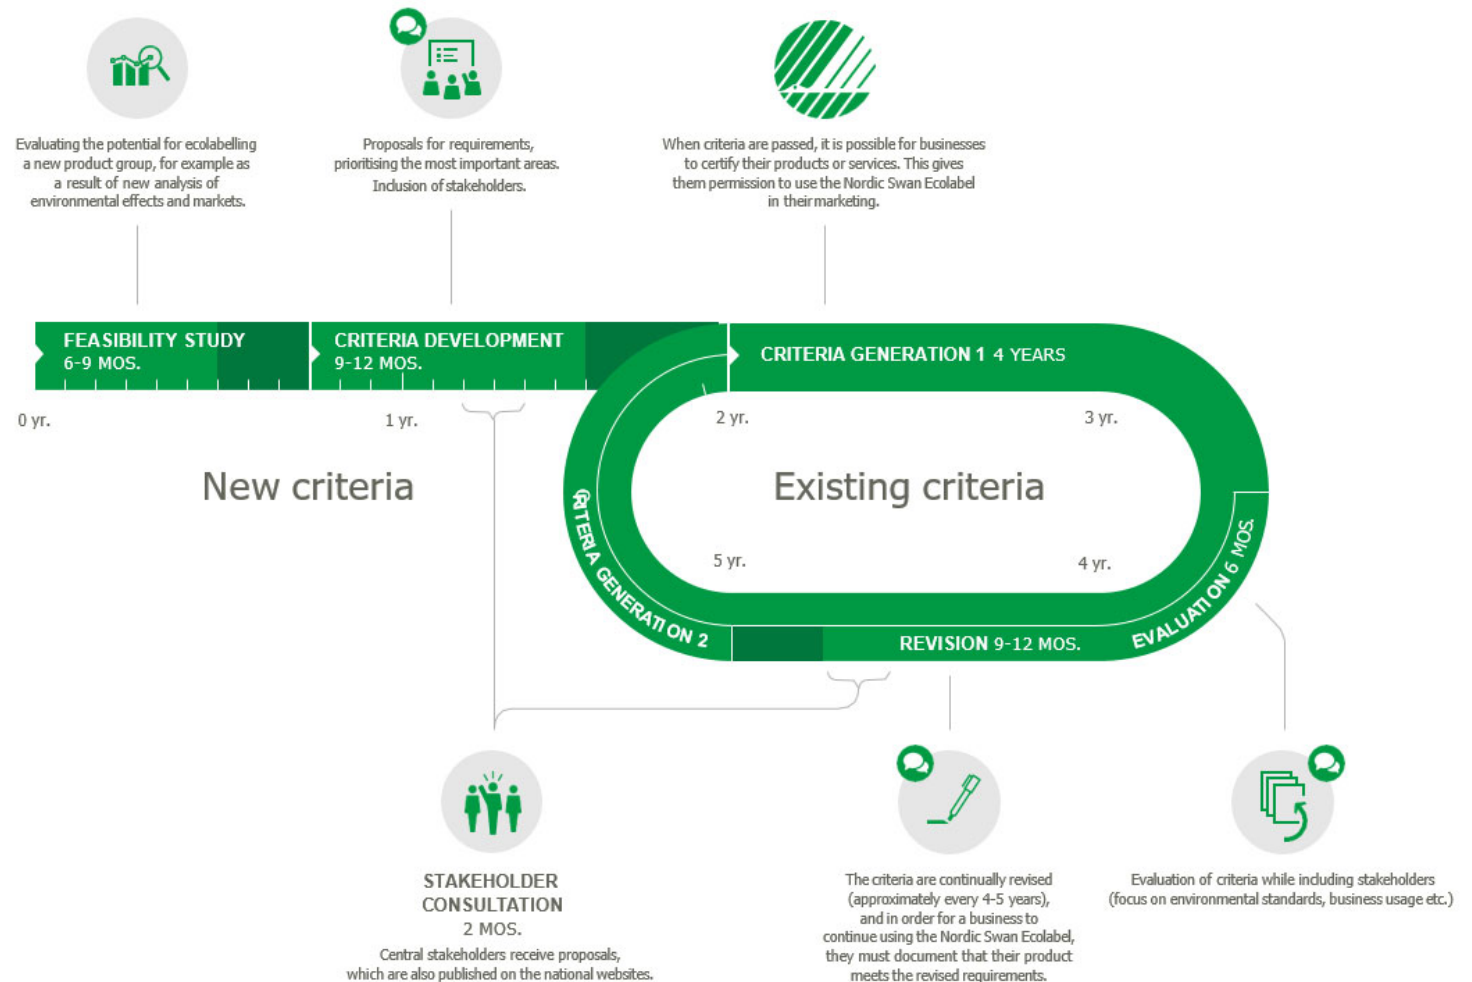 Evaluating the potential for ecolabelling
a new product group, for example as
a result of new analysis of
environmental effects and markets.
Proposals for requirements,
prioritising the most important areas.
Inclusion of stakeholders.
When criteria are passed, it is possible for businesses
to certify their products or services. This gives
them permission to use the Nordic Swan Ecolabel
in their marketing.
FEASIBILITY STUDY
6-9 MOS.
CRITERIA DEVELOPMENT
9-12 MOS.
CRITERIA GENERATION 1 4 YEARS
0 yr.
1 yr.
2 yr.
3 yr.
New criteria
Existing criteria
5 yr.
4 yr.
CRITERIA GENERATION 2
REVISION 9-12 MOS.
EVALUATION 6 MOS.
STAKEHOLDER
CONSULTATION
2 MOS.
Central stakeholders receive proposals,
which are also published on the national websites.
The criteria are continually revised
(approximately every 4-5 years),
and in order for a business to
continue using the Nordic Swan Ecolabel,
they must document that their product
meets the revised requirements.
Evaluation of criteria while including stakeholders
(focus on environmental standards, business usage etc.)